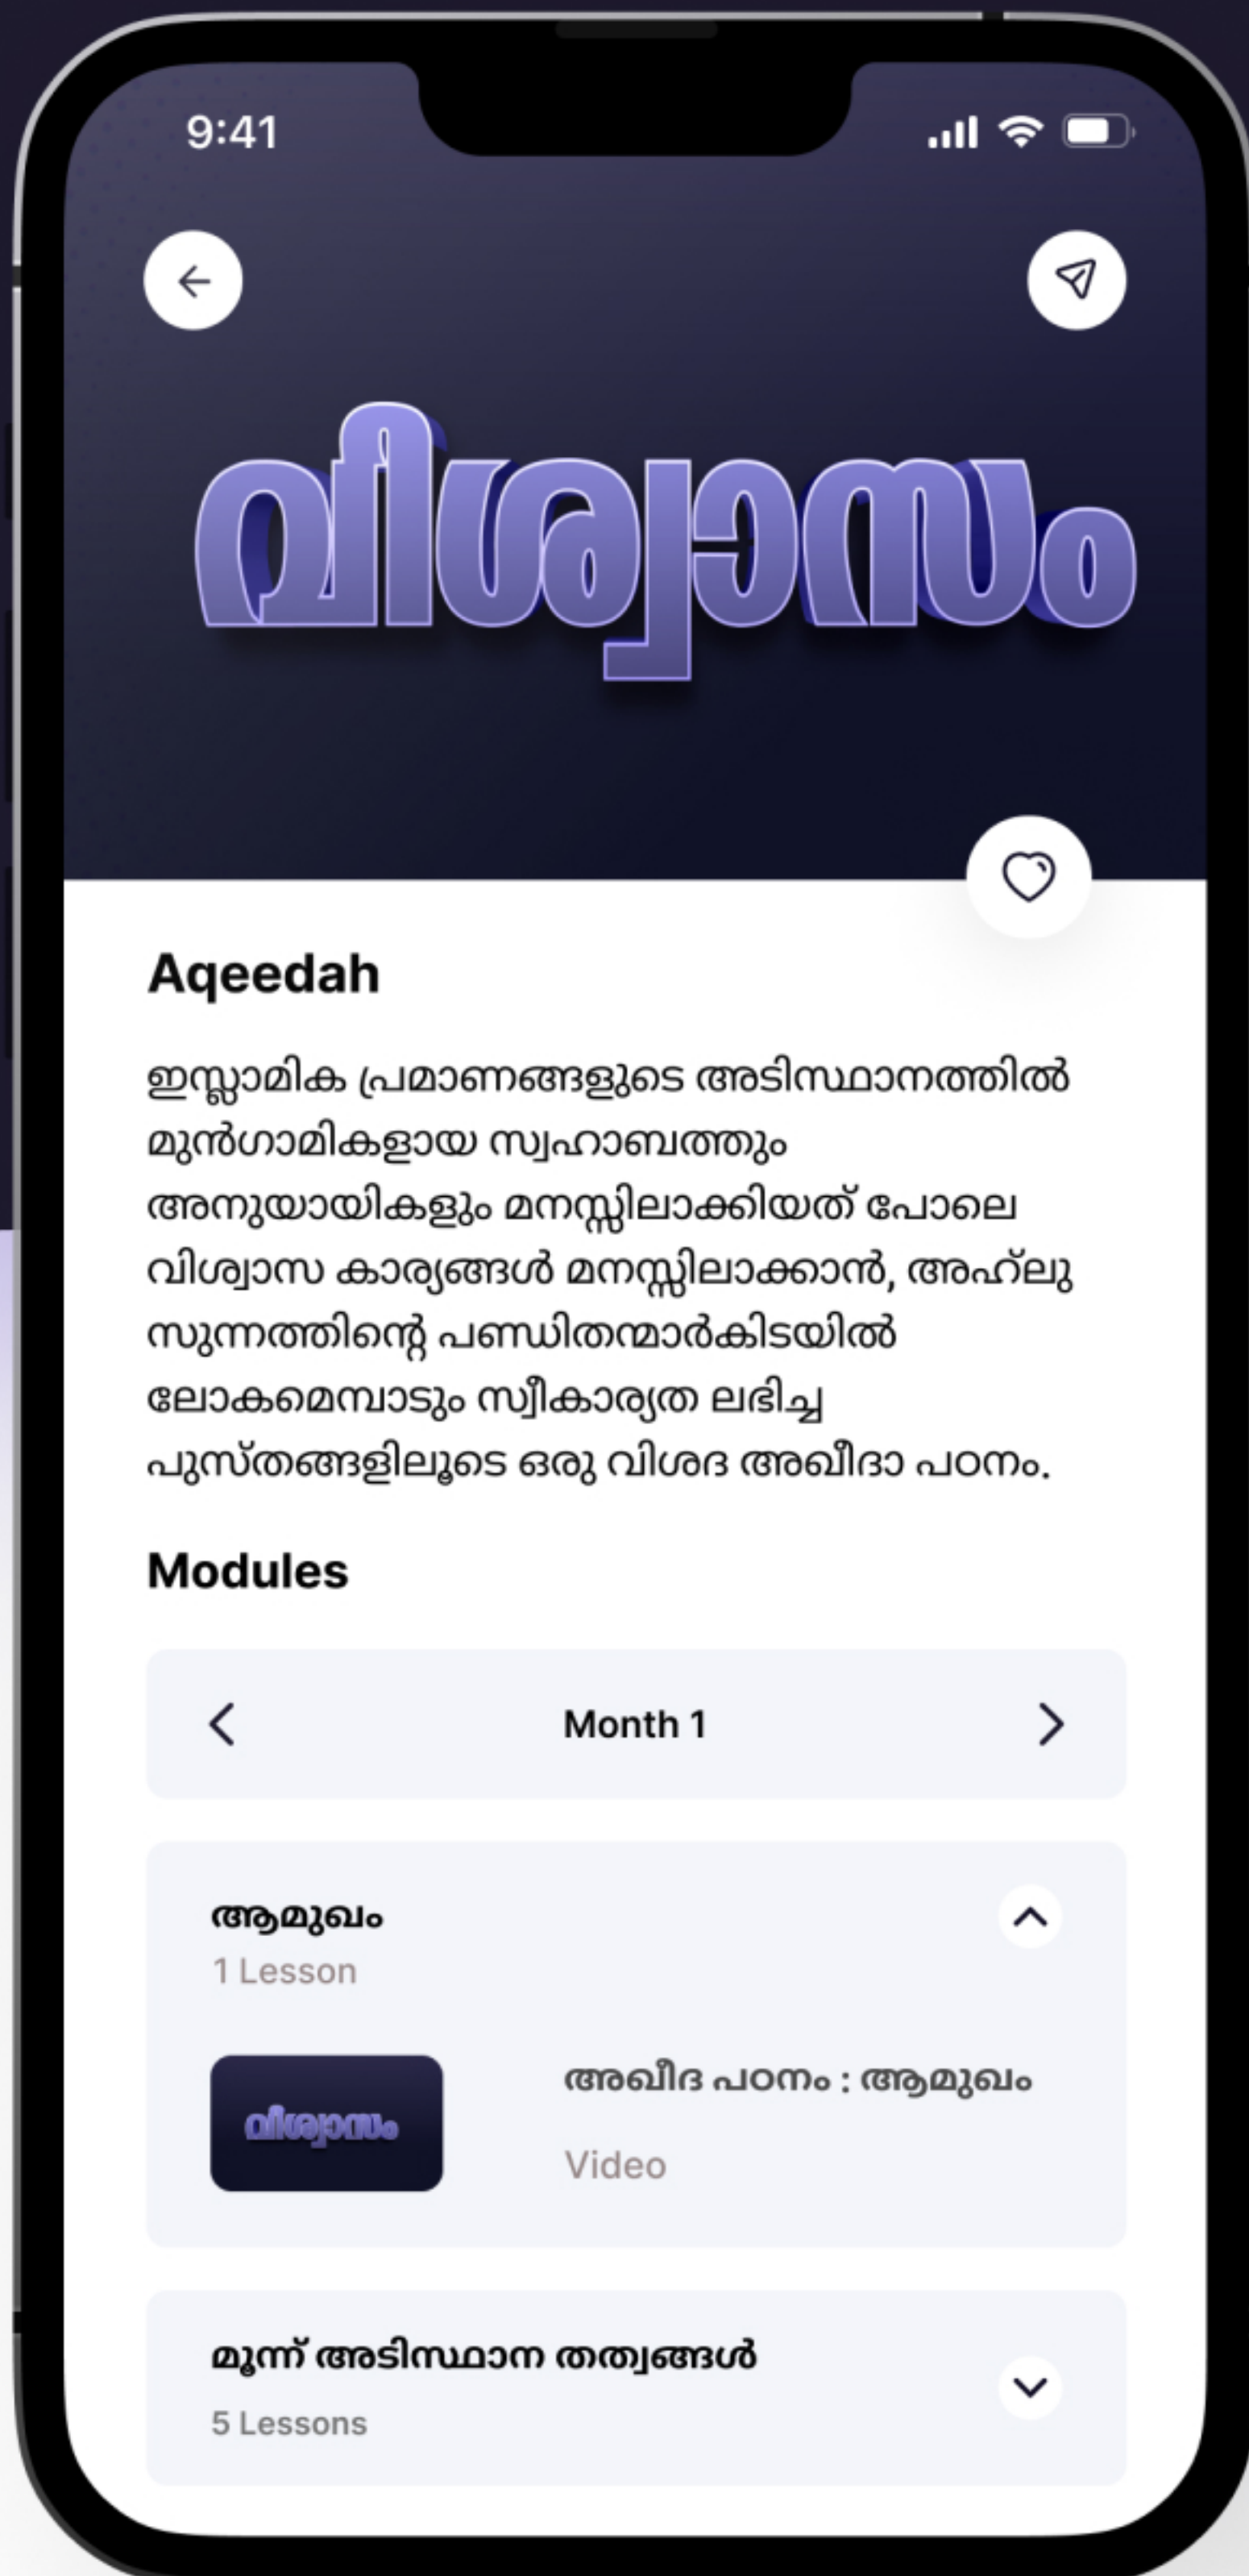 9:41
വിശ്വാസം
Aqeedah
ഇസ്ലാമിക പ്രമാണങ്ങളുടെ അടിസ്ഥാനത്തിൽ
മുൻഗാമികളായ സ്വഹാബത്തും
അനുയായികളും മനസ്സിലാക്കിയത് പോലെ
വിശ്വാസ കാര്യങ്ങൾ മനസ്സിലാക്കാൻ, അഹ്‌ലു
സുന്നത്തിന്റെ പണ്ഡിതന്മാർകിടയിൽ
ലോകമെമ്പാടും സ്വീകാര്യത ലഭിച്ച
പുസ്തങ്ങളിലൂടെ ഒരു വിശദ അഖീദാ പഠനം.
Modules
Month 1
ആമുഖം
1 Lesson
വിശ്വാസം
അഖീദ പഠനം : ആമുഖം
Video
മൂന്ന് അടിസ്ഥാന തത്വങ്ങൾ
5 Lessons